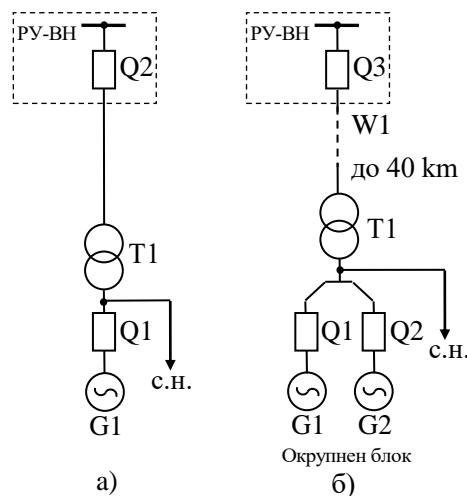 РУ-ВН
Q2
T1
Q1
с.н.
G1
а)
РУ-ВН
Q3
W1
до 40 km
T1
Q1
Q2
с.н.
G1
G2
Окрупнен блок
б)